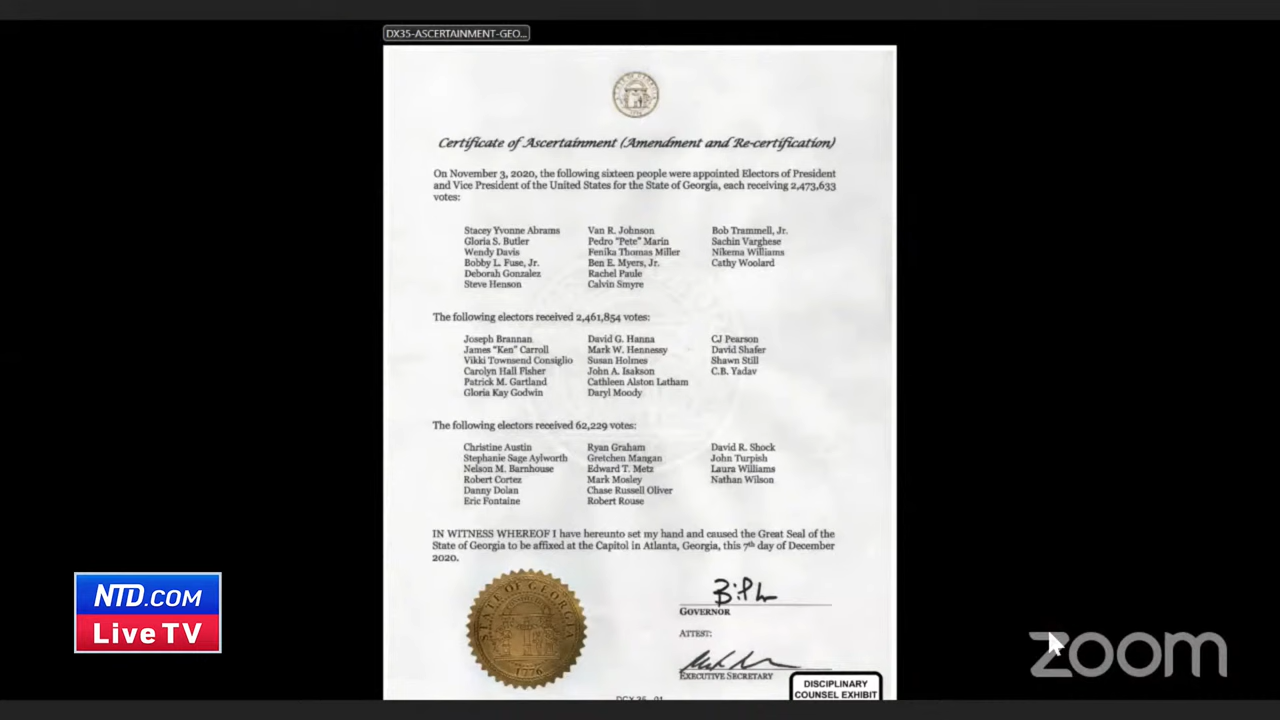 DX35-ASCERTAINMENT-GEO...
Certificate of Ascertainment (Amendment and Re-certification)
On November 3, 2020, the following sixteen people were appointed Electors of President
and Vice President of the United States for the State of Georgia, each receiving 2,473,633
votes:
Stacey Yvonne Abrams Van R. Johnson Bob Trammell, Jr.
Gloria S. Butler Pedro "Pete" Marin Sachin Varghese
Wendy Davis Fenika Thomas Miller Nikema Williams
Bobby L. Fuse, Jr. Ben E. Myers, Jr. Cathy Woolard
Deborah Gonzalez Rachel Paule
Steve Henson Calvin Smyre
The following electors received 2,461,854 votes:
Joseph Brannan David G. Hanna CJ Pearson
James "Ken" Carroll Mark W. Hennessy David Shafer
Vikki Townsend Consiglio Susan Holmes Shawn Still
Carolyn Hall Fisher John A. Isakson C.B. Yadav
Patrick M. Gartland Cathleen Alston Latham
Gloria Kay Godwin Daryl Moody
The following electors received 62,229 votes:
Christine Austin Ryan Graham David R. Shock
Stephanie Sage Aylworth Gretchen Mangan John Turpish
Nelson M. Barnhouse Edward T. Metz Laura Williams
Robert Cortez Mark Mosley Nathan Wilson
Danny Dolan Chase Russell Oliver
Eric Fontaine Robert Rouse
IN WITNESS WHEREOF I have hereunto set my hand and caused the Great Seal of the
State of Georgia to be affixed at the Capitol in Atlanta, Georgia, this 7th day of December
2020.
STATE OF GEORGIA
1776
GOVERNOR
ATTEST:
EXECUTIVE SECRETARY
DISCIPLINARY
COUNSEL EXHIBIT
NTD.COM
Live TV
zoom